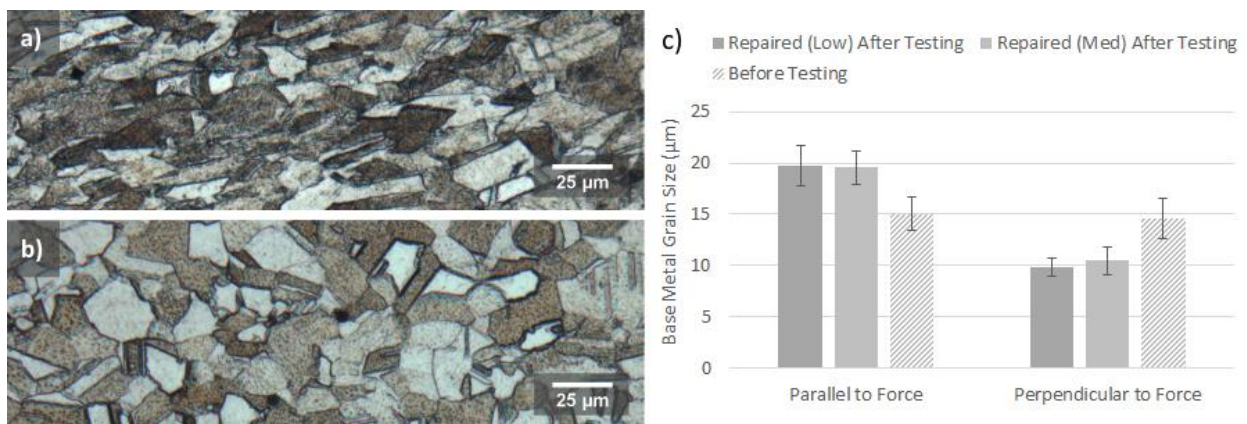 a)
25 µm
b)
25 µm
c)
Repaired (Low) After Testing
Repaired (Med) After Testing
Before Testing
Base Metal Grain Size (µm)
25
20
15
10
5
0
Parallel to Force
Perpendicular to Force